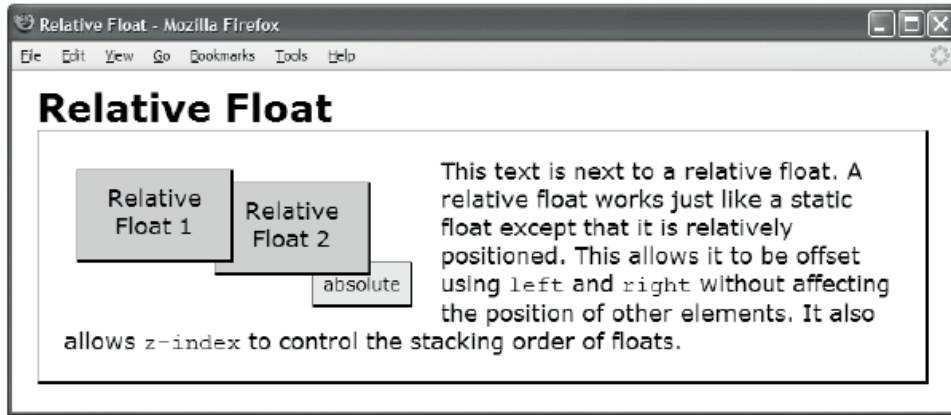 Relative Float - Mozilla Firefox
File Edit View Go Bookmarks Tools Help
Relative Float
Relative
Float 1
Relative
Float 2
absolute
This text is next to a relative float. A
relative float works just like a static
float except that it is relatively
positioned. This allows it to be offset
using left and right without affecting
the position of other elements. It also
allows z-index to control the stacking order of floats.